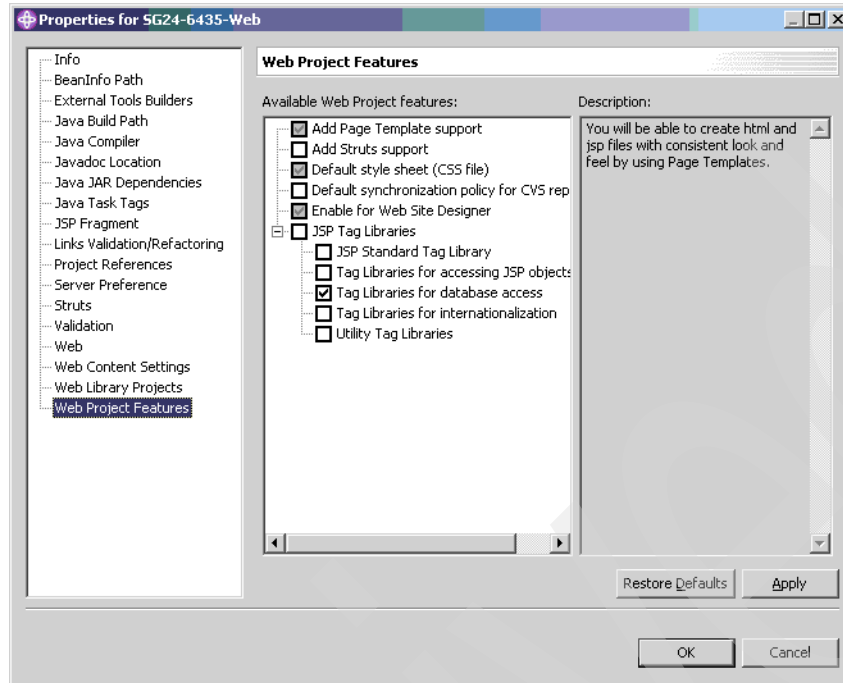 Properties for SG24-6435-Web
Info
BeanInfo Path
External Tools Builders
Java Build Path
Java Compiler
Javadoc Location
Java JAR Dependencies
Java Task Tags
JSP Fragment
Links Validation/Refactoring
Project References
Server Preference
Struts
Validation
Web
Web Content Settings
Web Library Projects
Web Project Features
Web Project Features
Available Web Project features:
Add Page Template support
Add Struts support
Default style sheet (CSS file)
Default synchronization policy for CVS rep
Enable for Web Site Designer
JSP Tag Libraries
JSP Standard Tag Library
Tag Libraries for accessing JSP objects
Tag Libraries for database access
Tag Libraries for internationalization
Utility Tag Libraries
Description:
You will be able to create html and
jsp files with consistent look and
feel by using Page Templates.
Restore Defaults
Apply
OK
Cancel